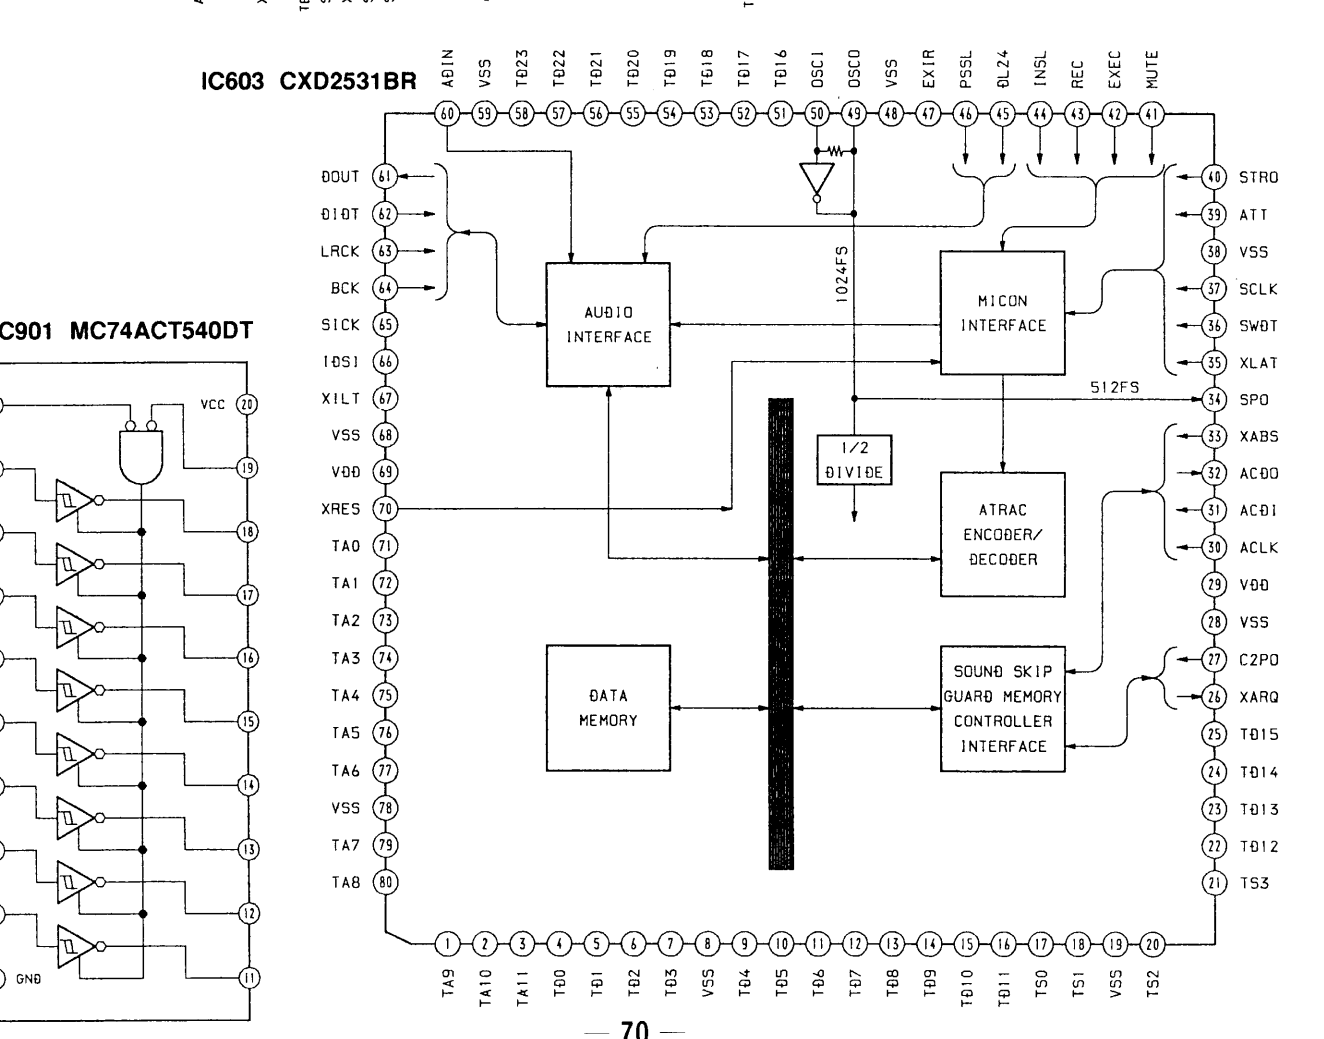 IC603 CXD2531BR
ADIN
VSS
TD23
TD22
TD21
TD20
TD19
TD18
TD17
TD16
OSCI
OSCO
VSS
EXIR
PSSL
DL24
INSL
REC
EXEC
MUTE
60 59 58 57 56 55 54 53 52 51 50 49 48 47 46 45 44 43 42 41
DOUT 61
DIDT 62
LRCK 63
BCK 64
SICK 65
IDSI 66
XILT 67
VSS 68
VDD 69
XRES 70
TA0 71
TA1 72
TA2 73
TA3 74
TA4 75
TA5 76
TA6 77
VSS 78
TA7 79
TA8 80
AUDIO
INTERFACE
1024FS
MICON
INTERFACE
512FS
1/2
DIVIDE
ATRAC
ENCODER/
DECODER
DATA
MEMORY
SOUND SKIP
GUARD MEMORY
CONTROLLER
INTERFACE
40 STRO
39 ATT
38 VSS
37 SCLK
36 SWDT
35 XLAT
34 SPO
33 XABS
32 ACDO
31 ACDI
30 ACLK
29 VDD
28 VSS
27 C2PO
26 XARQ
25 TD15
24 TD14
23 TD13
22 TD12
21 TS3
1 2 3 4 5 6 7 8 9 10 11 12 13 14 15 16 17 18 19 20
TA9
TA10
TA11
TD0
TD1
TD2
TD3
VSS
TD4
TD5
TD6
TD7
TD8
TD9
TD10
TD11
TS0
TS1
VSS
TS2
C901 MC74ACT540DT
VCC 20
19
18
17
16
15
14
13
12
GND 11
— 70 —